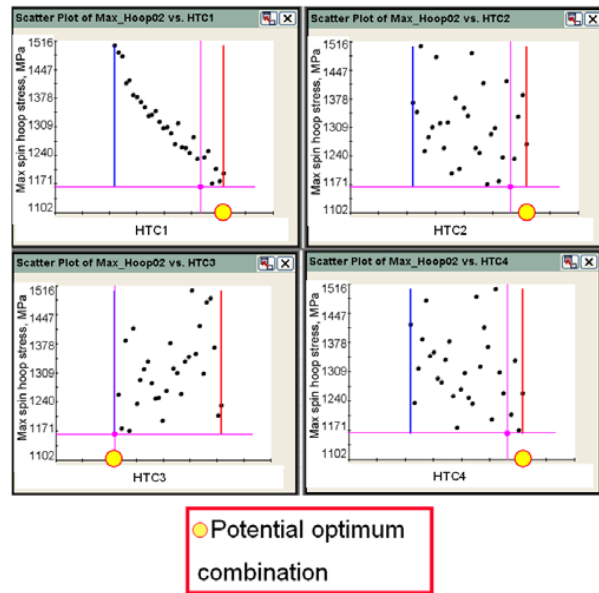 Scatter Plot of Max_Hoop02 vs. HTC1
Max spin hoop stress, MPa
1516
1447
1378
1309
1240
1171
1102
HTC1
Scatter Plot of Max_Hoop02 vs. HTC2
Max spin hoop stress, MPa
1516
1447
1378
1309
1240
1171
1102
HTC2
Scatter Plot of Max_Hoop02 vs. HTC3
Max spin hoop stress, MPa
1516
1447
1378
1309
1240
1171
1102
HTC3
Scatter Plot of Max_Hoop02 vs. HTC4
Max spin hoop stress, MPa
1516
1447
1378
1309
1240
1171
1102
HTC4
Potential optimum
combination